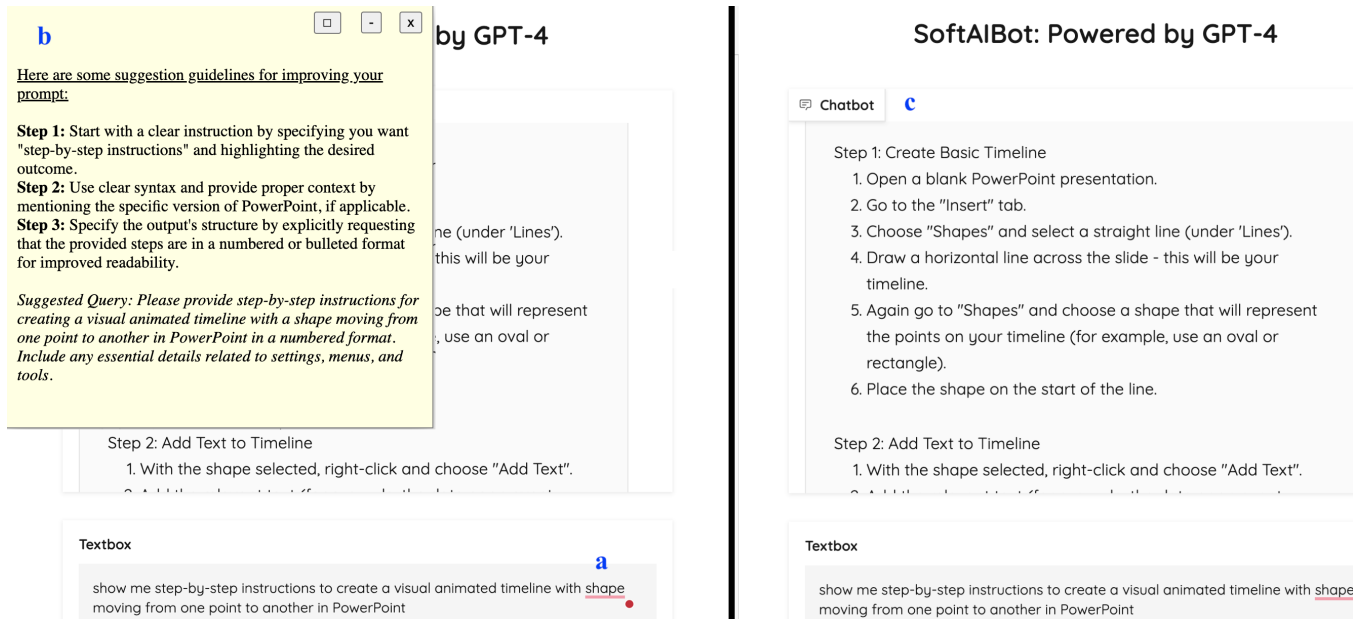 b
□ - x
Here are some suggestion guidelines for improving your
prompt:
Step 1: Start with a clear instruction by specifying you want
"step-by-step instructions" and highlighting the desired
outcome.
Step 2: Use clear syntax and provide proper context by
mentioning the specific version of PowerPoint, if applicable.
Step 3: Specify the output's structure by explicitly requesting
that the provided steps are in a numbered or bulleted format
for improved readability.
Suggested Query: Please provide step-by-step instructions for
creating a visual animated timeline with a shape moving from
one point to another in PowerPoint in a numbered format.
Include any essential details related to settings, menus, and
tools.
by GPT-4
ne (under 'Lines').
this will be your
pe that will represent
, use an oval or
Step 2: Add Text to Timeline
1. With the shape selected, right-click and choose "Add Text".
Textbox
a
show me step-by-step instructions to create a visual animated timeline with shape
moving from one point to another in PowerPoint
SoftAIBot: Powered by GPT-4
Chatbot
c
Step 1: Create Basic Timeline
1. Open a blank PowerPoint presentation.
2. Go to the "Insert" tab.
3. Choose "Shapes" and select a straight line (under 'Lines').
4. Draw a horizontal line across the slide - this will be your
timeline.
5. Again go to "Shapes" and choose a shape that will represent
the points on your timeline (for example, use an oval or
rectangle).
6. Place the shape on the start of the line.
Step 2: Add Text to Timeline
1. With the shape selected, right-click and choose "Add Text".
Textbox
show me step-by-step instructions to create a visual animated timeline with shape
moving from one point to another in PowerPoint